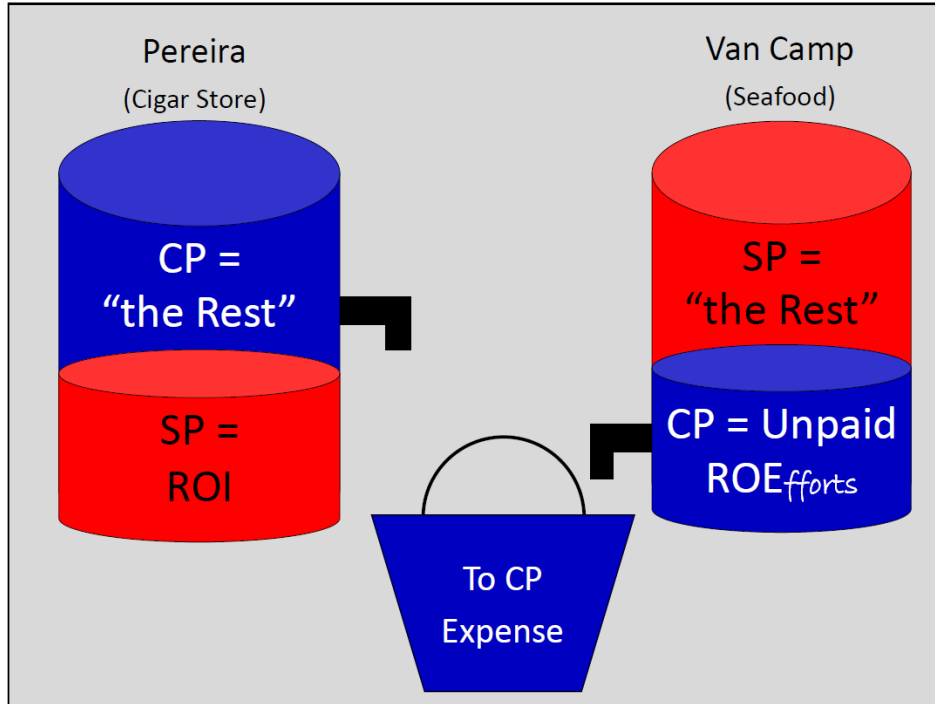 Pereira
(Cigar Store)
CP =
“the Rest”
SP =
ROI
Van Camp
(Seafood)
SP =
“the Rest”
CP = Unpaid
ROEfforts
To CP
Expense